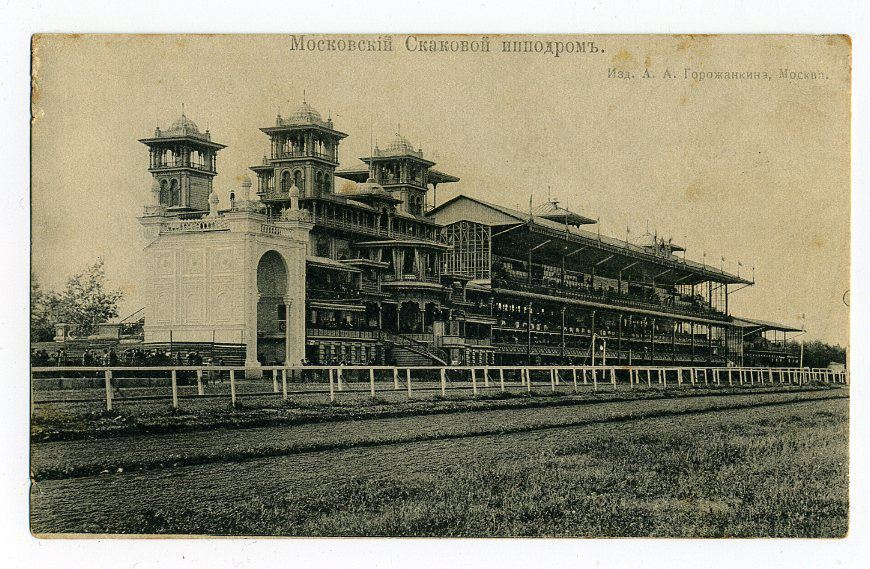 Московскій Скаковой ипподромъ.
Изд. А. А. Горожанкина, Москва.